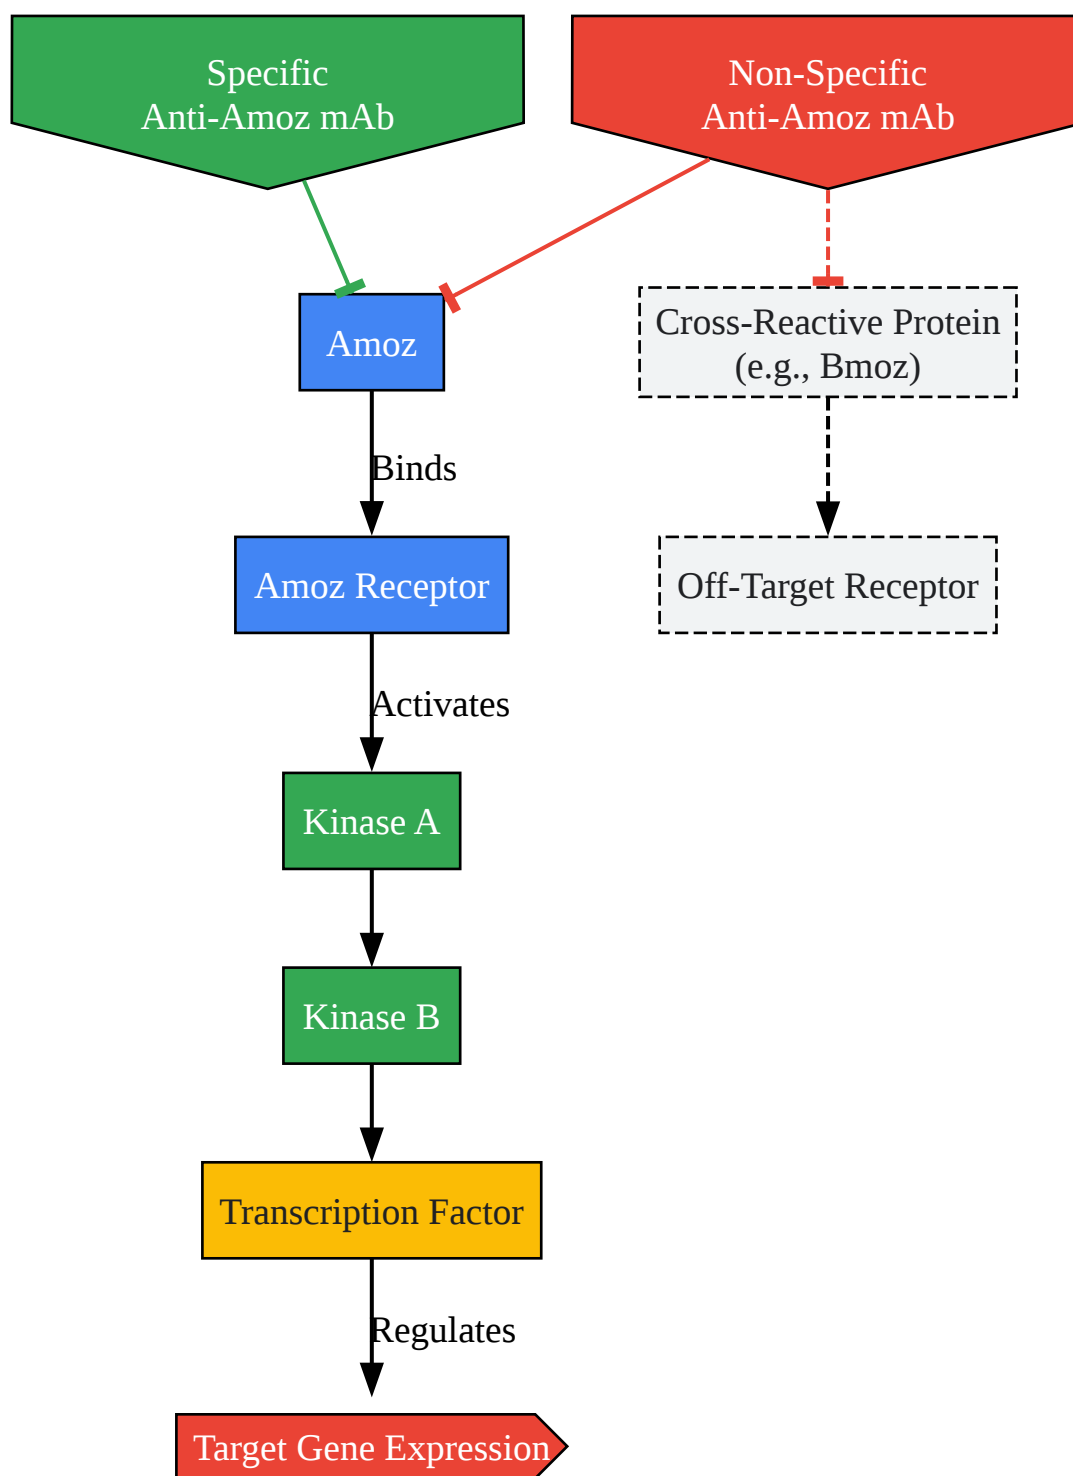 Specific
Anti-Amoz mAb
Non-Specific
Anti-Amoz mAb
Amoz
Cross-Reactive Protein
(e.g., Bmoz)
Binds
Amoz Receptor
Off-Target Receptor
Activates
Kinase A
Kinase B
Transcription Factor
Regulates
Target Gene Expression